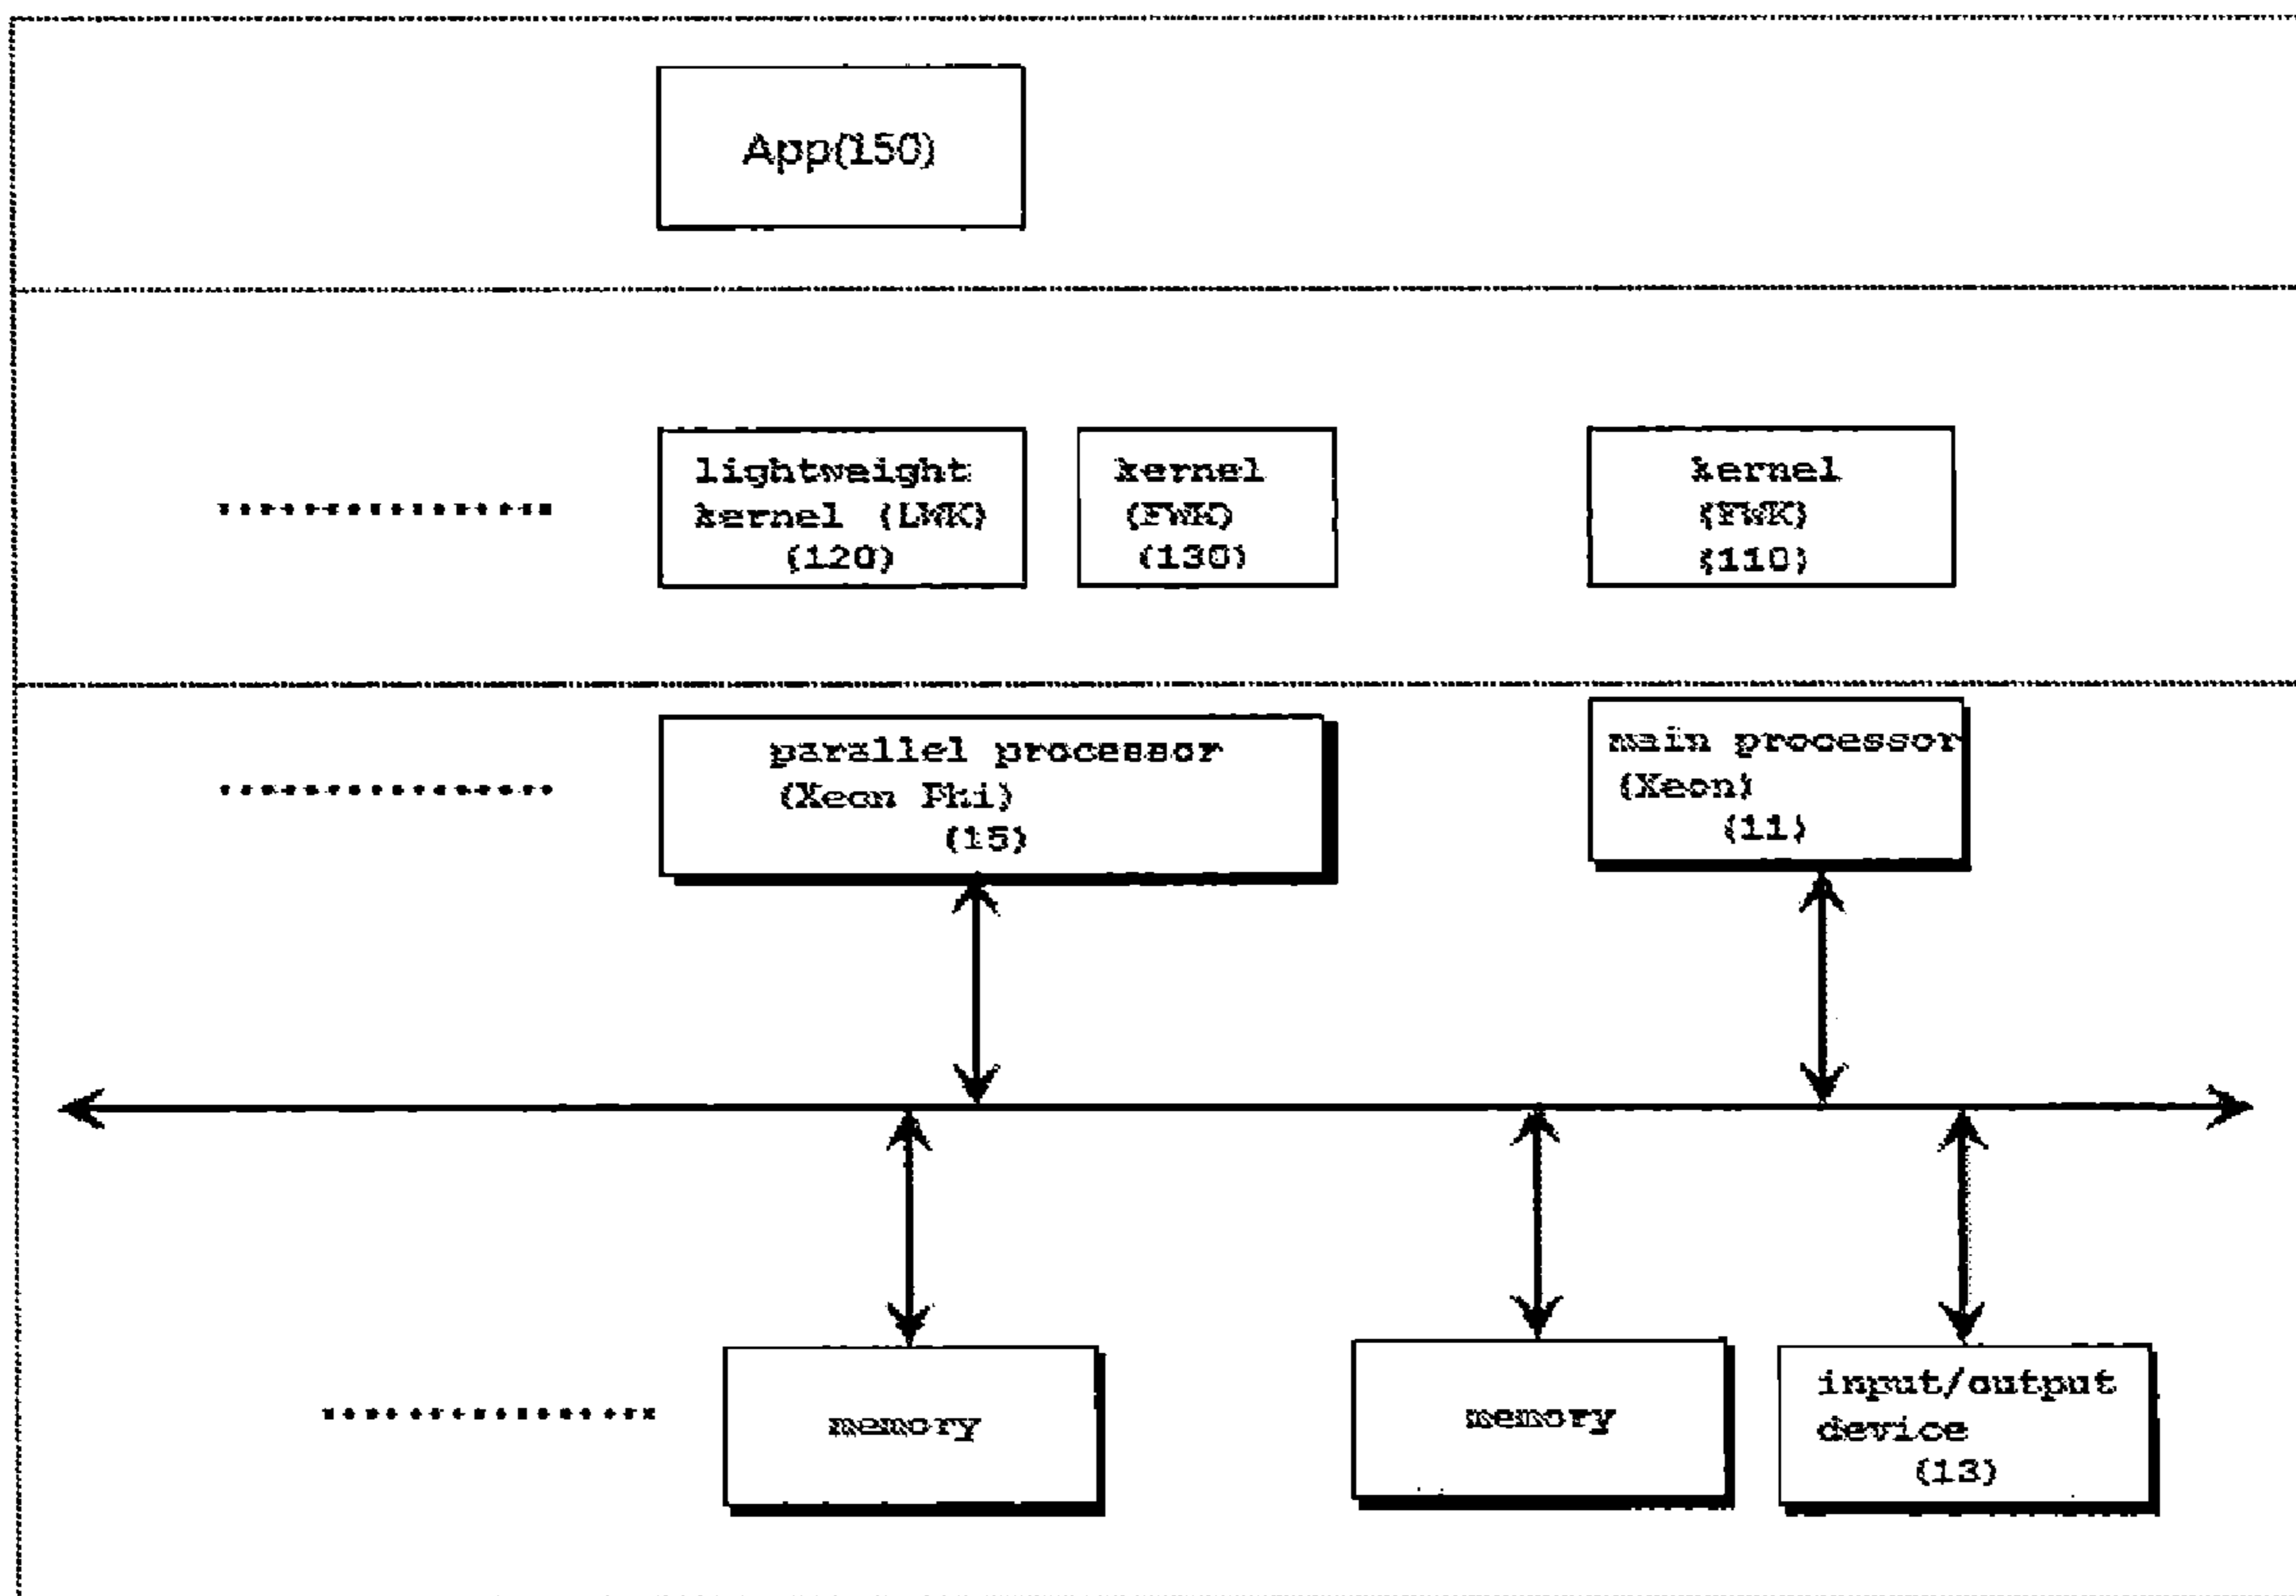 App(150)
lightweight
kernel (LWK)
(120)
kernel
(FWK)
(130)
kernel
(FWK)
(110)
parallel processor
(Xeon Phi)
(15)
main processor
(Xeon)
(11)
memory
memory
input/output
device
(13)